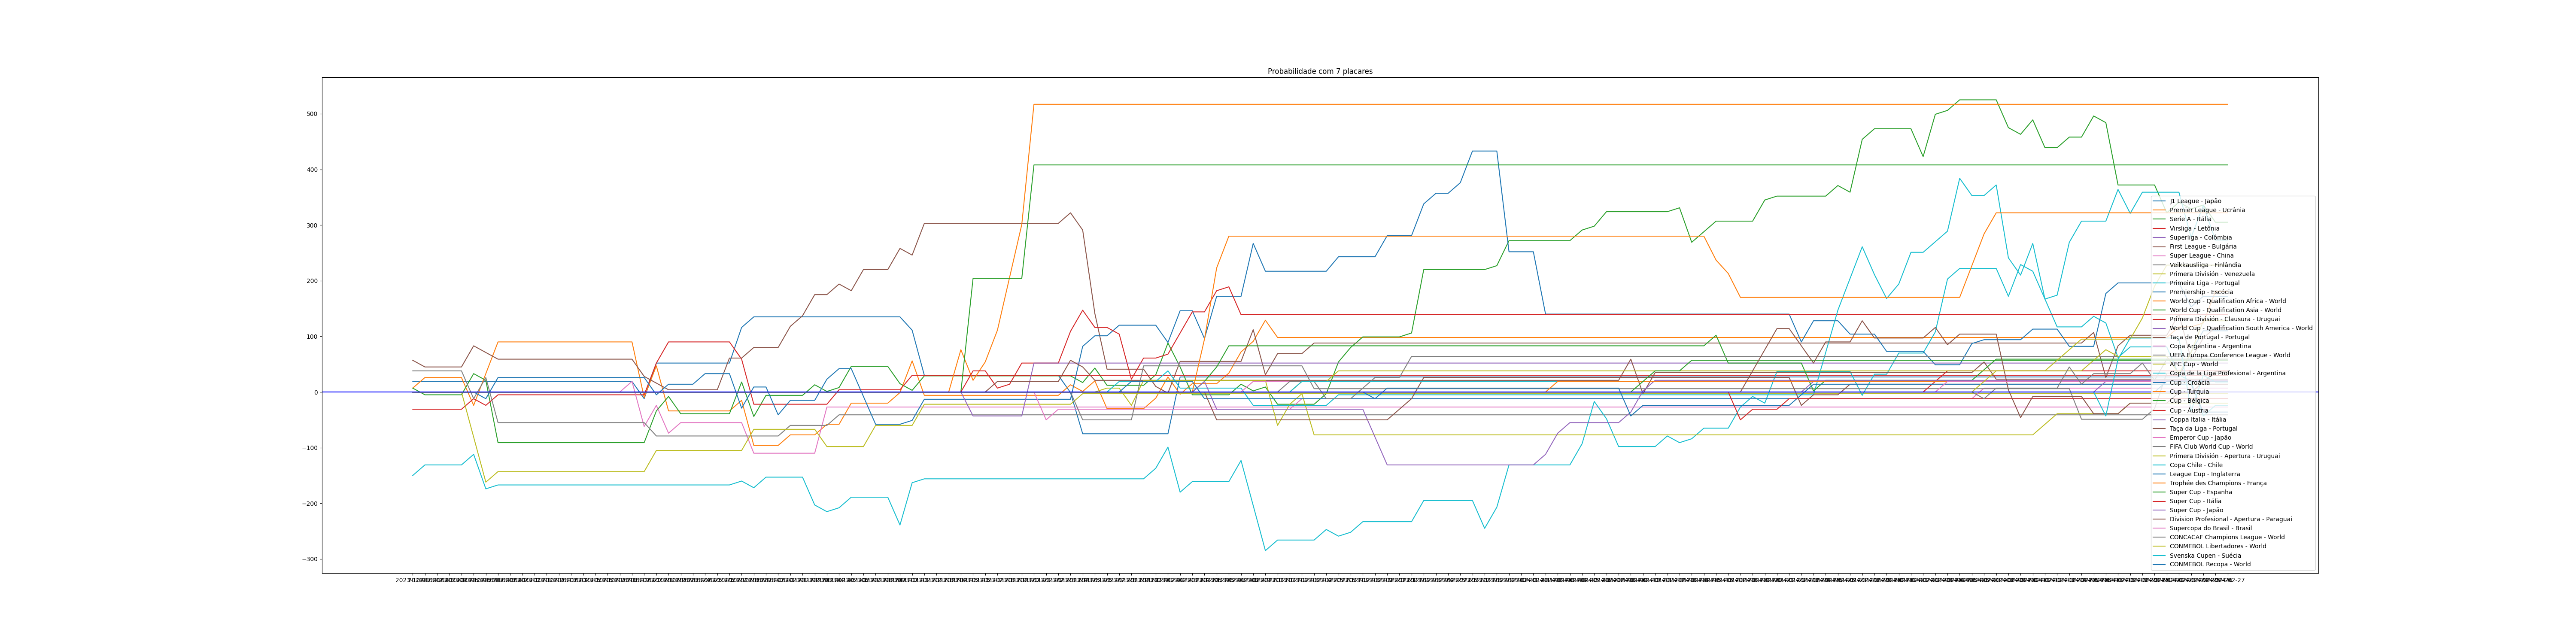 Probabilidade com 7 placares
500
400
300
200
100
0
−100
−200
−300
J1 League - Japão
Premier League - Ucrânia
Serie A - Itália
Virsliga - Letônia
Superliga - Colômbia
First League - Bulgária
Super League - China
Veikkausliiga - Finlândia
Primera División - Venezuela
Primeira Liga - Portugal
Premiership - Escócia
World Cup - Qualification Africa - World
World Cup - Qualification Asia - World
Primera División - Clausura - Uruguai
World Cup - Qualification South America - World
Taça de Portugal - Portugal
Copa Argentina - Argentina
UEFA Europa Conference League - World
AFC Cup - World
Copa de la Liga Profesional - Argentina
Cup - Croácia
Cup - Turquia
Cup - Bélgica
Cup - Áustria
Coppa Italia - Itália
Taça da Liga - Portugal
Emperor Cup - Japão
FIFA Club World Cup - World
Primera División - Apertura - Uruguai
Copa Chile - Chile
League Cup - Inglaterra
Trophée des Champions - França
Super Cup - Espanha
Super Cup - Itália
Super Cup - Japão
Division Profesional - Apertura - Paraguai
Supercopa do Brasil - Brasil
CONCACAF Champions League - World
CONMEBOL Libertadores - World
Svenska Cupen - Suécia
CONMEBOL Recopa - World